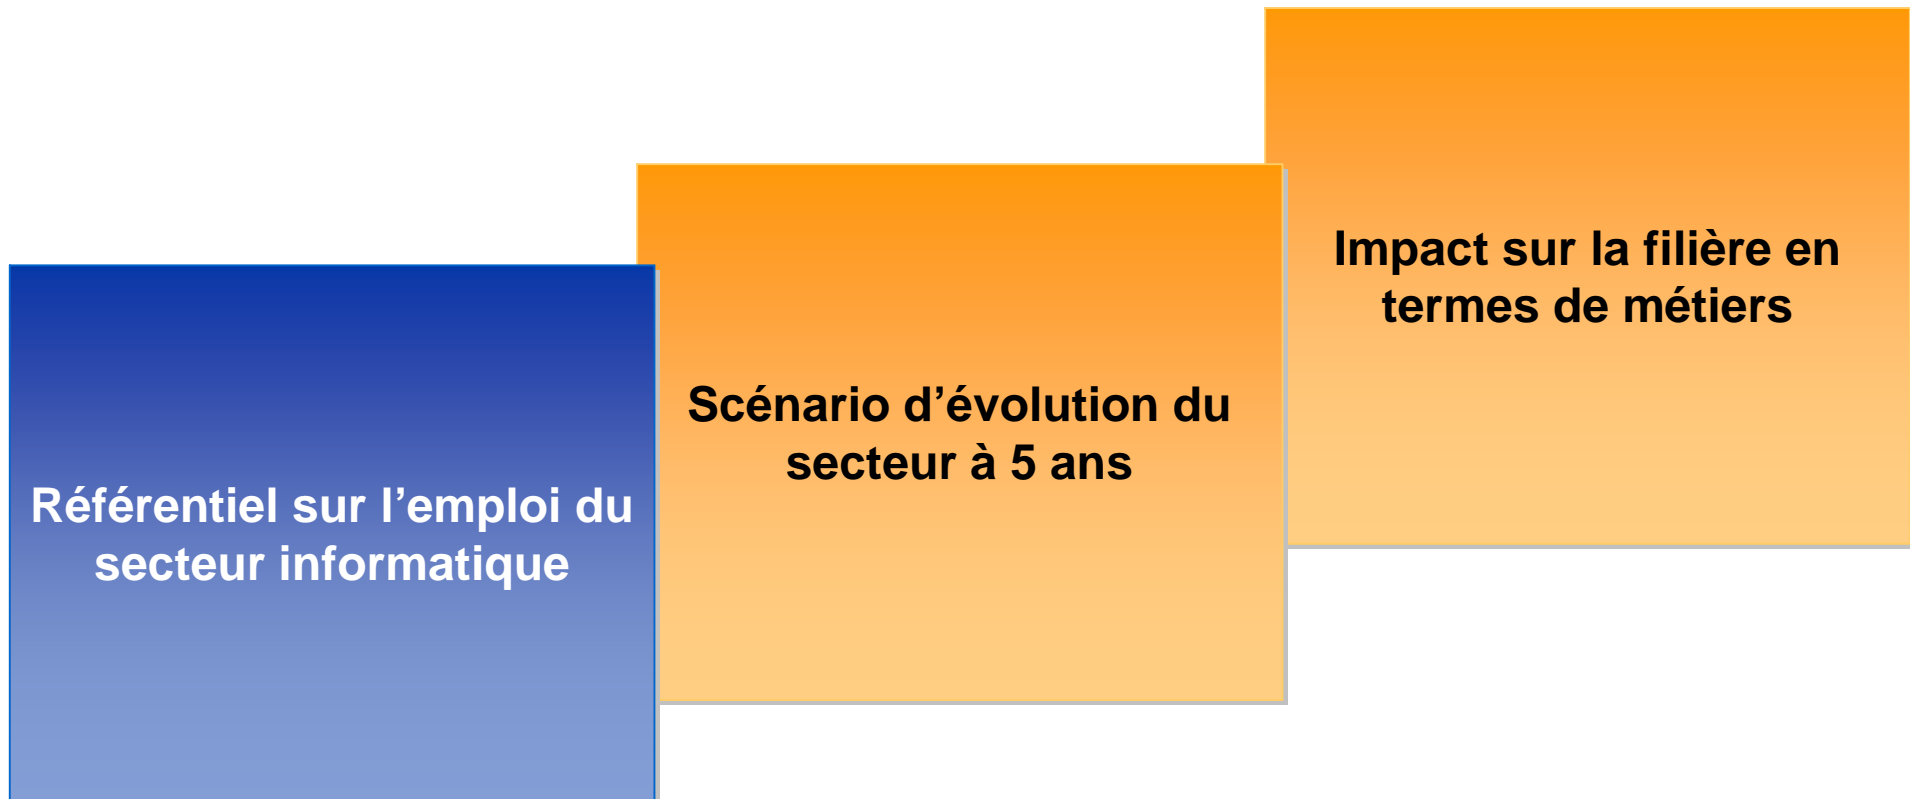 Référentiel sur l’emploi du
secteur informatique
Scénario d’évolution du
secteur à 5 ans
Impact sur la filière en
termes de métiers